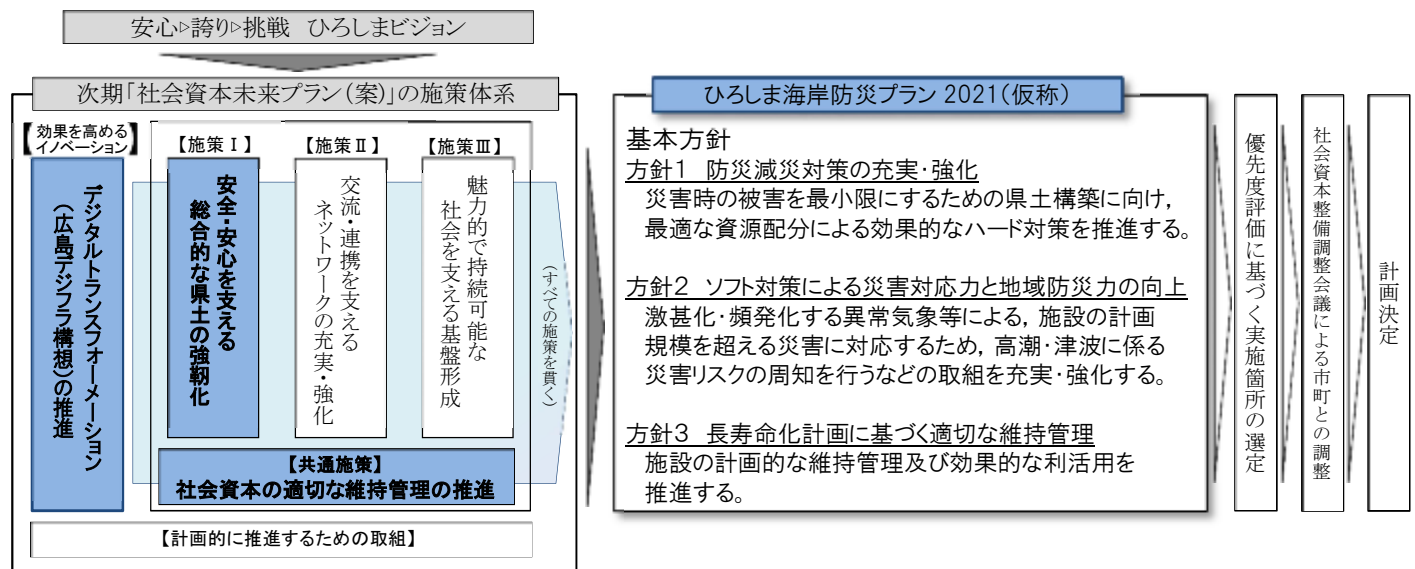 安心▷誇り▷挑戦 ひろしまビジョン
次期「社会資本未来プラン（案）」の施策体系
【効果を高める
イノベーション】
デジタルトランスフォーメーション
（広島デジフラ構想）の推進
【施策Ⅰ】
安全・安心を支える
総合的な県土の強靭化
【施策Ⅱ】
交流・連携を支える
ネットワークの充実・強化
【施策Ⅲ】
魅力的で持続可能な
社会を支える基盤形成
（すべての施策を貫く）
【共通施策】
社会資本の適切な維持管理の推進
【計画的に推進するための取組】
ひろしま海岸防災プラン 2021（仮称）
基本方針
方針1 防災減災対策の充実・強化
災害時の被害を最小限にするための県土構築に向け，
最適な資源配分による効果的なハード対策を推進する。
方針2 ソフト対策による災害対応力と地域防災力の向上
激甚化・頻発化する異常気象等による，施設の計画
規模を超える災害に対応するため，高潮・津波に係る
災害リスクの周知を行うなどの取組を充実・強化する。
方針3 長寿命化計画に基づく適切な維持管理
施設の計画的な維持管理及び効果的な利活用を
推進する。
優先度評価に基づく実施箇所の選定
社会資本整備調整会議による市町との調整
計画決定